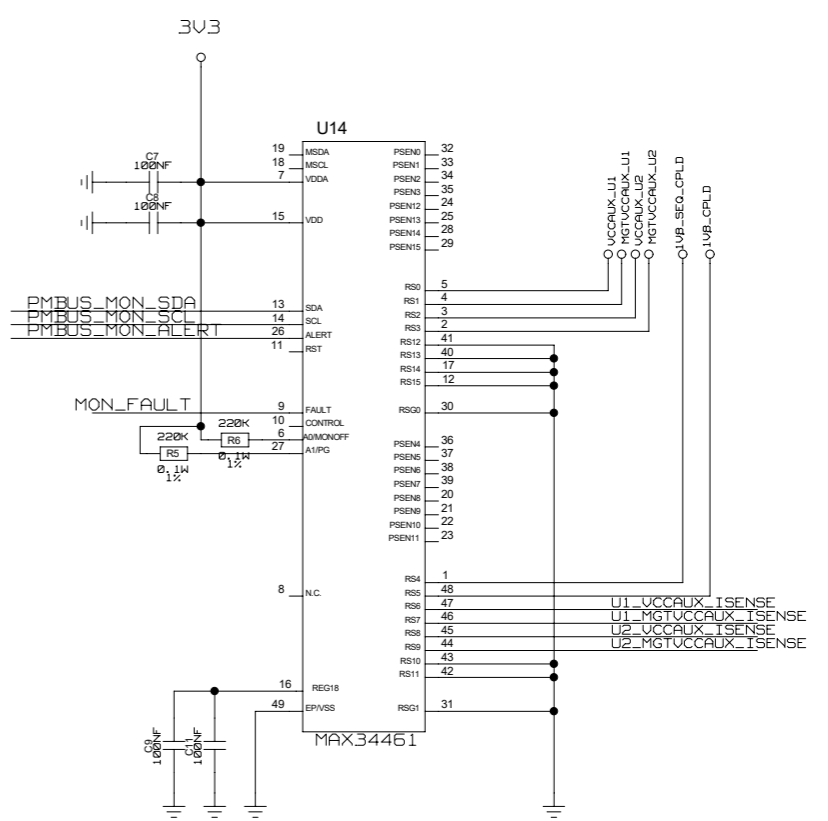 3V3
U14
C7
100NF
C8
100NF
19 MSDA
18 MSCL
7 VDDA
15 VDD
PMBUS_MON_SDA 13 SDA
PMBUS_MON_SCL 14 SCL
PMBUS_MON_ALERT 26 ALERT
11 RST
MON_FAULT 9 FAULT
10 CONTROL
220K R6 0.1W 1% 6 A0/MONOFF
220K R5 0.1W 1% 27 A1/PG
8 N.C.
16 REG18
49 EP/VSS
C9
100NF
C11
100NF
PSEN0 32
PSEN1 33
PSEN2 34
PSEN3 35
PSEN12 24
PSEN13 25
PSEN14 28
PSEN15 29
VCCAUX_U1
MGTVCCAUX_U1
VCCAUX_U2
MGTVCCAUX_U2
1V8_SEQ_CPLD
1V8_CPLD
RS0 5
RS1 4
RS2 3
RS3 2
RS12 41
RS13 40
RS14 17
RS15 12
RSG0 30
PSEN4 36
PSEN5 37
PSEN6 38
PSEN7 39
PSEN8 20
PSEN9 21
PSEN10 22
PSEN11 23
RS4 1
RS5 48
RS6 47 U1_VCCAUX_ISENSE
RS7 46 U1_MGTVCCAUX_ISENSE
RS8 45 U2_VCCAUX_ISENSE
RS9 44 U2_MGTVCCAUX_ISENSE
RS10 43
RS11 42
RSG1 31
MAX34461